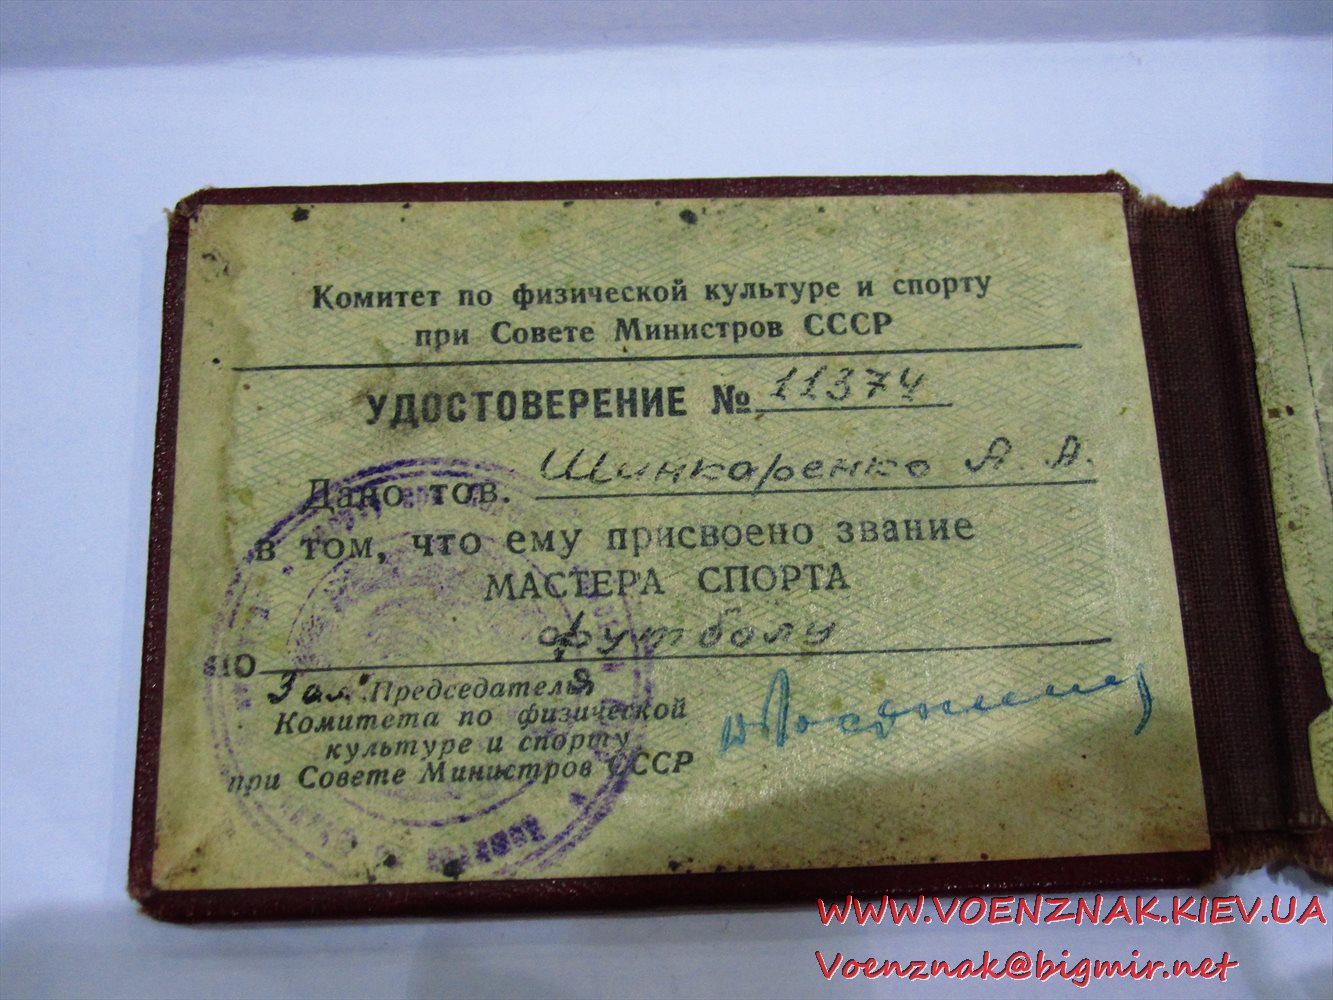 Комитет по физической культуре и спорту
при Совете Министров СССР
УДОСТОВЕРЕНИЕ № 11374
Дано тов. Шинкаренко А. А.
в том, что ему присвоено звание
МАСТЕРА СПОРТА
по футболу
Зам. Председателя
Комитета по физической
культуре и спорту
при Совете Министров СССР
WWW.VOENZNAK.KIEV.UA
Voenznak@bigmir.net